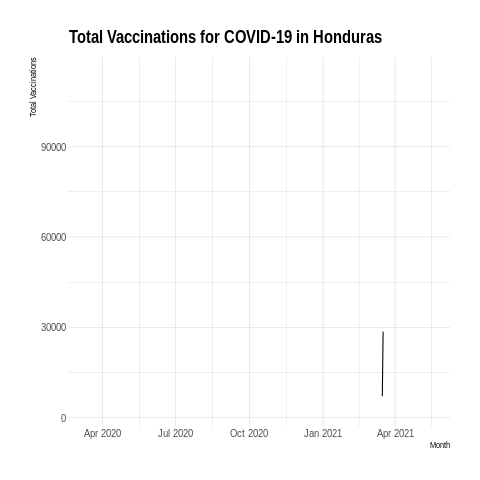 Total Vaccinations for COVID-19 in Honduras
Total Vaccinations
90000
60000
30000
0
Apr 2020 Jul 2020 Oct 2020 Jan 2021 Apr 2021
Month